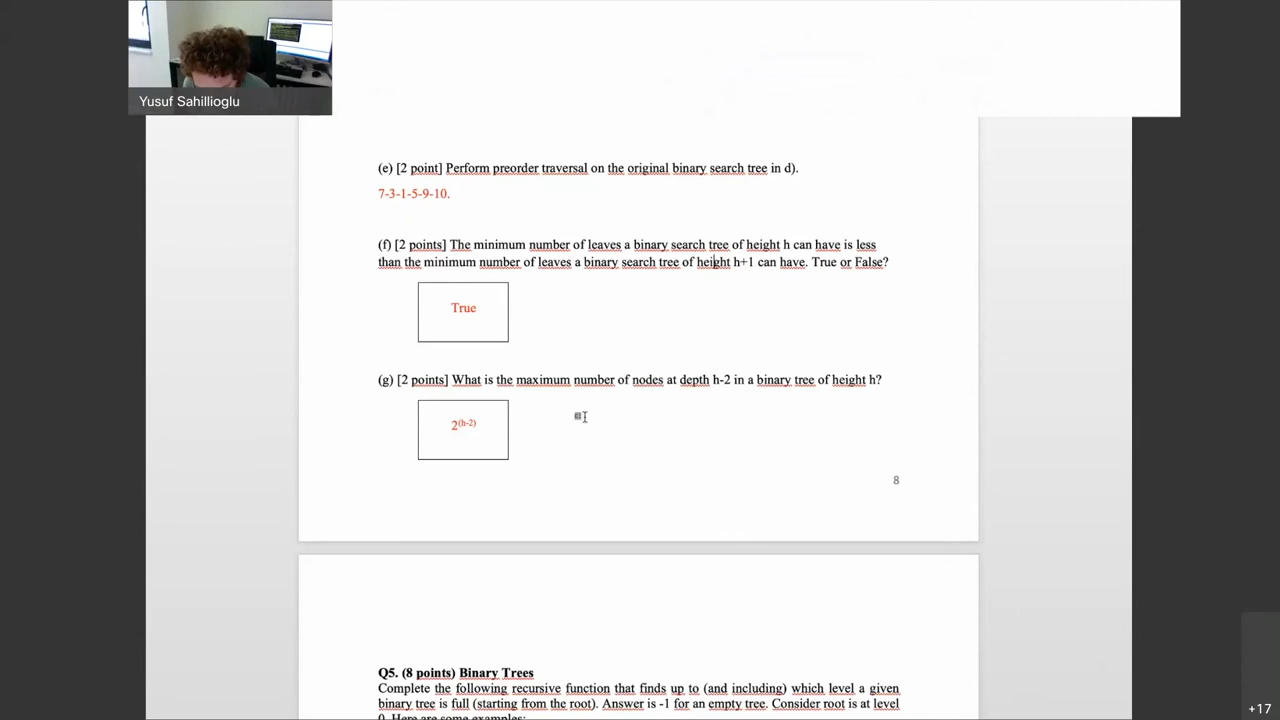 Yusuf Sahillioglu
(e) [2 point] Perform preorder traversal on the original binary search tree in d).
7-3-1-5-9-10.
(f) [2 points] The minimum number of leaves a binary search tree of height h can have is less
than the minimum number of leaves a binary search tree of height h+1 can have. True or False?
True
(g) [2 points] What is the maximum number of nodes at depth h-2 in a binary tree of height h?
2^(h-2)
8
Q5. (8 points) Binary Trees
Complete the following recursive function that finds up to (and including) which level a given
binary tree is full (starting from the root). Answer is -1 for an empty tree. Consider root is at level
0. Here are some examples:
+17